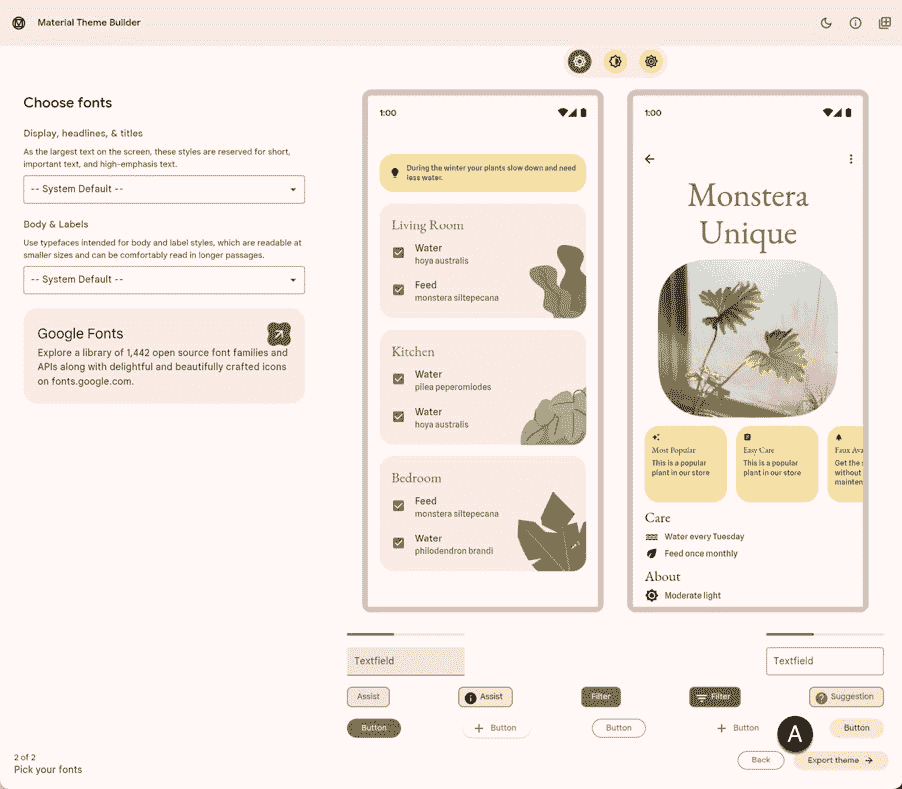 Material Theme Builder
Choose fonts
Display, headlines, & titles
As the largest text on the screen, these styles are reserved for short,
important text, and high-emphasis text.
-- System Default --
Body & Labels
Use typefaces intended for body and label styles, which are readable at
smaller sizes and can be comfortably read in longer passages.
-- System Default --
Google Fonts
Explore a library of 1,442 open source font families and
APIs along with delightful and beautifully crafted icons
on fonts.google.com.
1:00
During the winter your plants slow down and need
less water.
Living Room
Water
hoya australis
Feed
monstera siltepecana
Kitchen
Water
pilea peperomiodes
Water
hoya australis
Bedroom
Feed
monstera siltepecana
Water
philodendron brandi
1:00
Monstera
Unique
Most Popular
This is a popular
plant in our store
Easy Care
This is a popular
plant in our store
Faux Ava
Get the s
without
mainten
Care
Water every Tuesday
Feed once monthly
About
Moderate light
Textfield
Textfield
Assist
Assist
Filter
Filter
Suggestion
Button
Button
Button
Button
Button
A
2 of 2
Pick your fonts
Back
Export theme